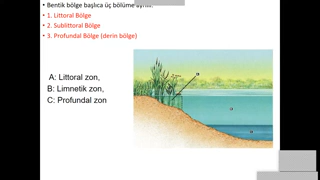 • Bentik bölge başlıca üç bölüme ayrılır.
• 1. Littoral Bölge
• 2. Sublittoral Bölge
• 3. Profundal Bölge (derin bölge)
A: Littoral zon,
B: Limnetik zon,
C: Profundal zon